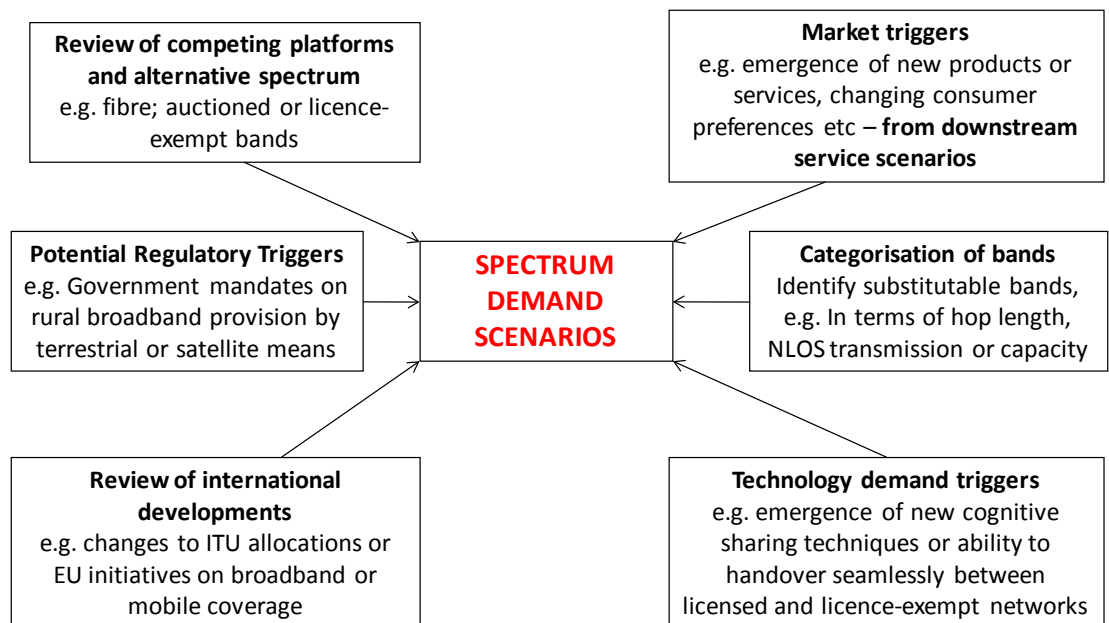 Review of competing platforms
and alternative spectrum
e.g. fibre; auctioned or licence-
exempt bands
Market triggers
e.g. emergence of new products or
services, changing consumer
preferences etc – from downstream
service scenarios
Potential Regulatory Triggers
e.g. Government mandates on
rural broadband provision by
terrestrial or satellite means
SPECTRUM
DEMAND
SCENARIOS
Categorisation of bands
Identify substitutable bands,
e.g. In terms of hop length,
NLOS transmission or capacity
Review of international
developments
e.g. changes to ITU allocations or
EU initiatives on broadband or
mobile coverage
Technology demand triggers
e.g. emergence of new cognitive
sharing techniques or ability to
handover seamlessly between
licensed and licence-exempt networks